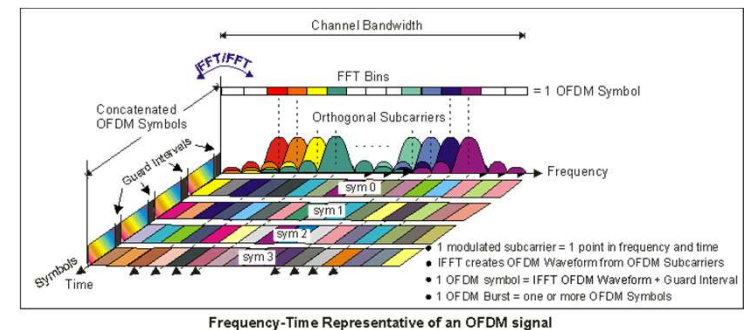 Channel Bandwidth
IFFT/FFT
FFT Bins
= 1 OFDM Symbol
Concatenated
OFDM Symbols
Orthogonal Subcarriers
Guard Intervals
Frequency
sym 0
sym 1
sym 2
sym 3
Symbols
Time
• 1 modulated subcarrier = 1 point in frequency and time
• IFFT creates OFDM Waveform from OFDM Subcarriers
• 1 OFDM symbol = IFFT OFDM Waveform + Guard Interval
• 1 OFDM Burst = one or more OFDM Symbols
Frequency-Time Representative of an OFDM signal